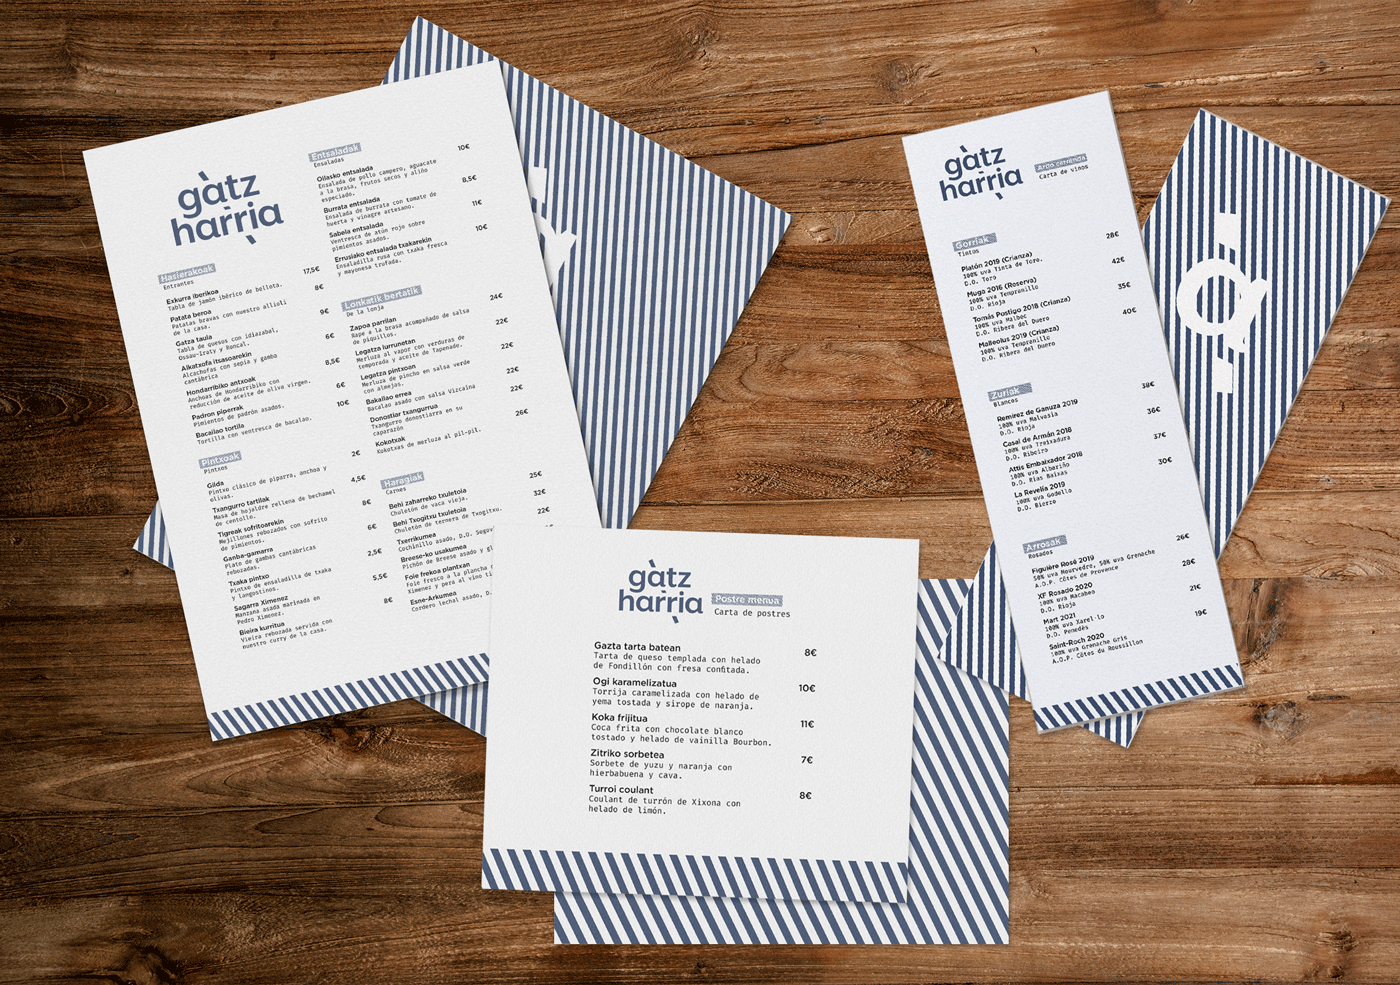 gàtz
harria
Hasierakoak
Entrantes
Exkurra iberikoa 17,5€
Tabla de jamón ibérico de belleta.
Patata beroa 8€
Patatas bravas con nuestro allioli
de la casa.
Gatza taula 9€
Tabla de quesos con idiazabal,
Ossau-Iraty y Roncal.
Alkatxofa itsasoarekin 6€
Alcachofas con sepia y gamba
cantábrica
Hondarribiko antxoak 8,5€
Anchoas de Hondarribiko con
reducción de aceite de oliva virgen.
Padron piperrak 6€
Pimientos de padrón asados.
Bacailao tortila 10€
Tortilla con ventresca de bacalao.
Pintxoak
Pintxos
Gilda 2€
Pintxo clásico de piparra, anchoa y
olivas.
Txangurro tartilak 4,5€
Masa de hojaldre rellena de bechamel
de centollo.
Tigreak sofritoarekin 8€
Mejillones rebozados con sofrito
de pimientos.
Ganba-gamarra 6€
Plato de gambas cantábricas
rebozadas.
Txaka pintxo 2,5€
Pintxo de ensaladilla de txaka
y langostinos.
Sagarra Ximenez 5,5€
Manzana asada marinada en
Pedro Ximenez.
Bieira kurritua 8€
Vieira rebozada servida con
nuestro curry de la casa.
Entsaladak
Ensaladas
Oilasko entsalada 10€
Ensalada de pollo campero, aguacate
a la brasa, frutos secos y aliño
especiado.
Burrata entsalada 8,5€
Ensalada de burrata con tomate de
huerta y vinagre artesano.
Sabela entsalada 11€
Ventresca de atún rojo sobre
pimientos asados.
Errusiako entsalada txakarekin 10€
Ensaladilla rusa con txaka fresca
y mayonesa trufada.
Lonkatik bertatik
De la lonja
Zapoa parrilan 24€
Rape a la brasa acompañado de salsa
de piquillos.
Legatza lurrunetan 22€
Merluza al vapor con verduras de
temporada y aceite de Tapenade.
Legatza pintxoan 22€
Merluza de pincho en salsa verde
con almejas.
Bakailao errea 22€
Bacalao asado con salsa Vizcaina
Donostiar txangurrua 22€
Txangurro donostiarra en su
caparazón
Kokotxak 26€
Kokotxas de merluza al pil-pil.
Haragiak
Carnes
Behi zaharreko txuletoia 25€
Chuletón de vaca vieja.
Behi Txogitxu txuletoia 32€
Chuletón de ternera de Txogitxu.
Txerrikumea 22€
Cochinillo asado, D.O. Segov
Breese-ko usakumea
Pichón de Breese asado y gl
Foie frekoa plantxan
Foie fresco a la plancha
Ximenez y pera al vino ti
Esne-Arkumea
Cordero lechal asado, D.
gàtz
harria
Postre menua
Carta de postres
Gazta tarta batean 8€
Tarta de queso templada con helado
de Fondillón con fresa confitada.
Ogi karamelizatua 10€
Torrija caramelizada con helado de
yema tostada y sirope de naranja.
Koka frijitua 11€
Coca frita con chocolate blanco
tostado y helado de vainilla Bourbon.
Zitriko sorbetea 7€
Sorbete de yuzu y naranja con
hierbabuena y cava.
Turroi coulant 8€
Coulant de turrón de Xixona con
helado de limón.
gàtz
harria
Ardo zerrenda
Carta de vinos
Gorriak
Tintos
Platón 2019 (Crianza) 28€
100% uva Tinta de Toro.
D.O. Toro
Muga 2016 (Reserva) 42€
100% uva Tempranillo
D.O. Rioja
Tomás Postigo 2018 (Crianza) 35€
100% uva Malbec
D.O. Ribera del Duero
Malleolus 2019 (Crianza) 40€
100% uva Tempranillo
D.O. Ribera del Duero
Zuriak
Blancos
Remirez de Ganuza 2019 38€
100% uva Malvasia
D.O. Rioja
Casal de Armán 2018 36€
100% uva Treixadura
D.O. Ribeiro
Attis Embaixador 2018 37€
100% uva Albariño
D.O. Rias Baixas
La Revelia 2019 30€
100% uva Godello
D.O. Bierzo
Arrosak
Rosados
Figuière Rosé 2019 26€
50% uva Mourvedre, 50% uva Grenache
A.O.P. Côtes de Provence
XF Rosado 2020 28€
100% uva Macabeo
D.O. Rioja
Mart 2021 21€
100% uva Xarel·lo
D.O. Penedès
Saint-Roch 2020 19€
100% uva Grenache Gris
A.O.P. Côtes du Roussillon